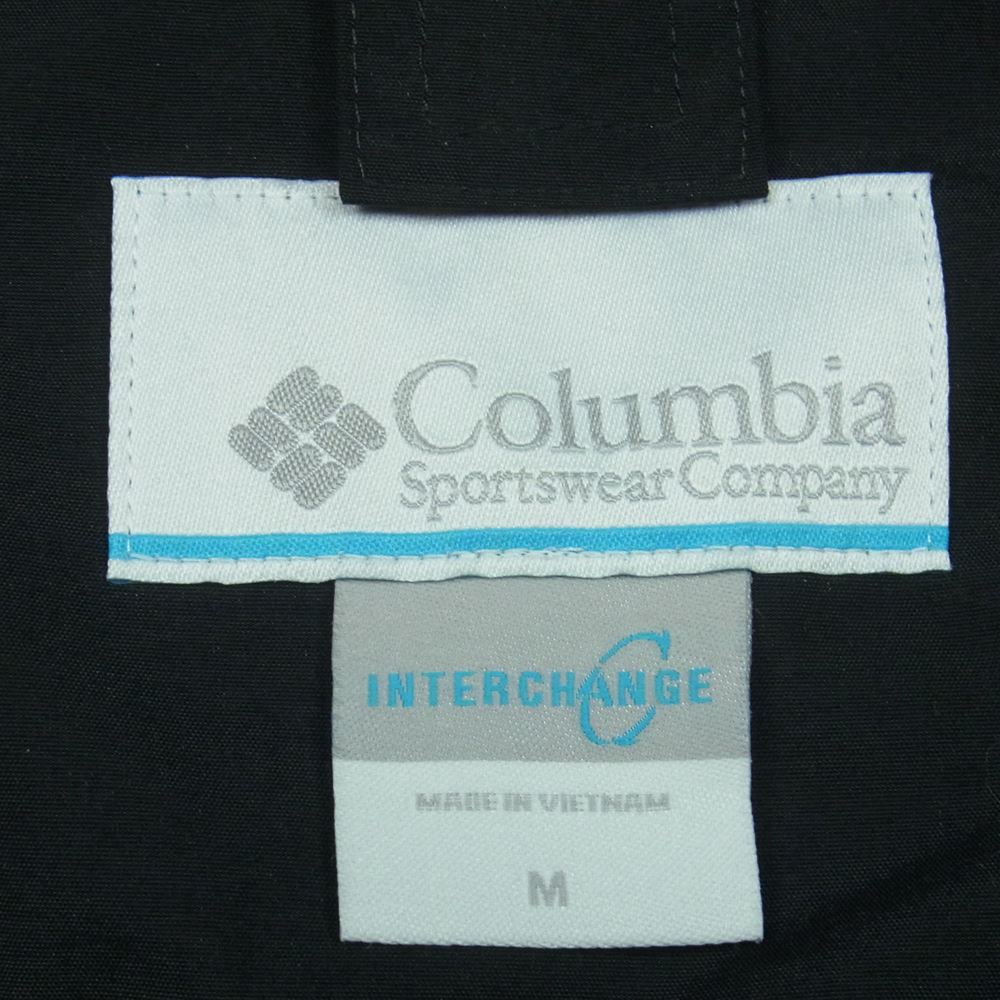 Columbia
Sportswear Company
INTERCHANGE
MADE IN VIETNAM
M